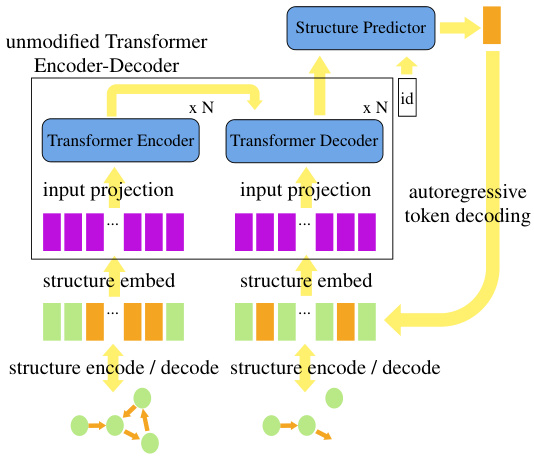 unmodified Transformer
Encoder-Decoder
Structure Predictor
id
x N
x N
Transformer Encoder
Transformer Decoder
input projection
input projection
...
...
autoregressive
token decoding
structure embed
structure embed
...
...
structure encode / decode
structure encode / decode